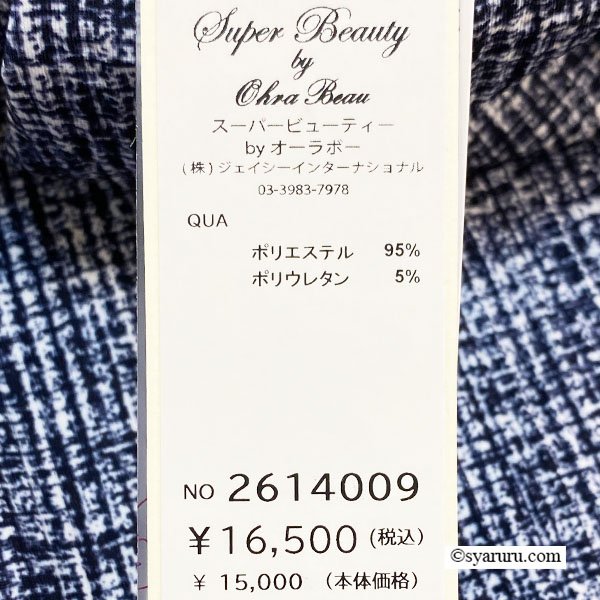 Super Beauty
by
Ohra Beau
スーパービューティー
by オーラボー
(株)ジェイシーインターナショナル
03-3983-7978
QUA
ポリエステル 95%
ポリウレタン 5%
NO 2614009
¥16,500(税込)
¥ 15,000 (本体価格)
©syaruru.com